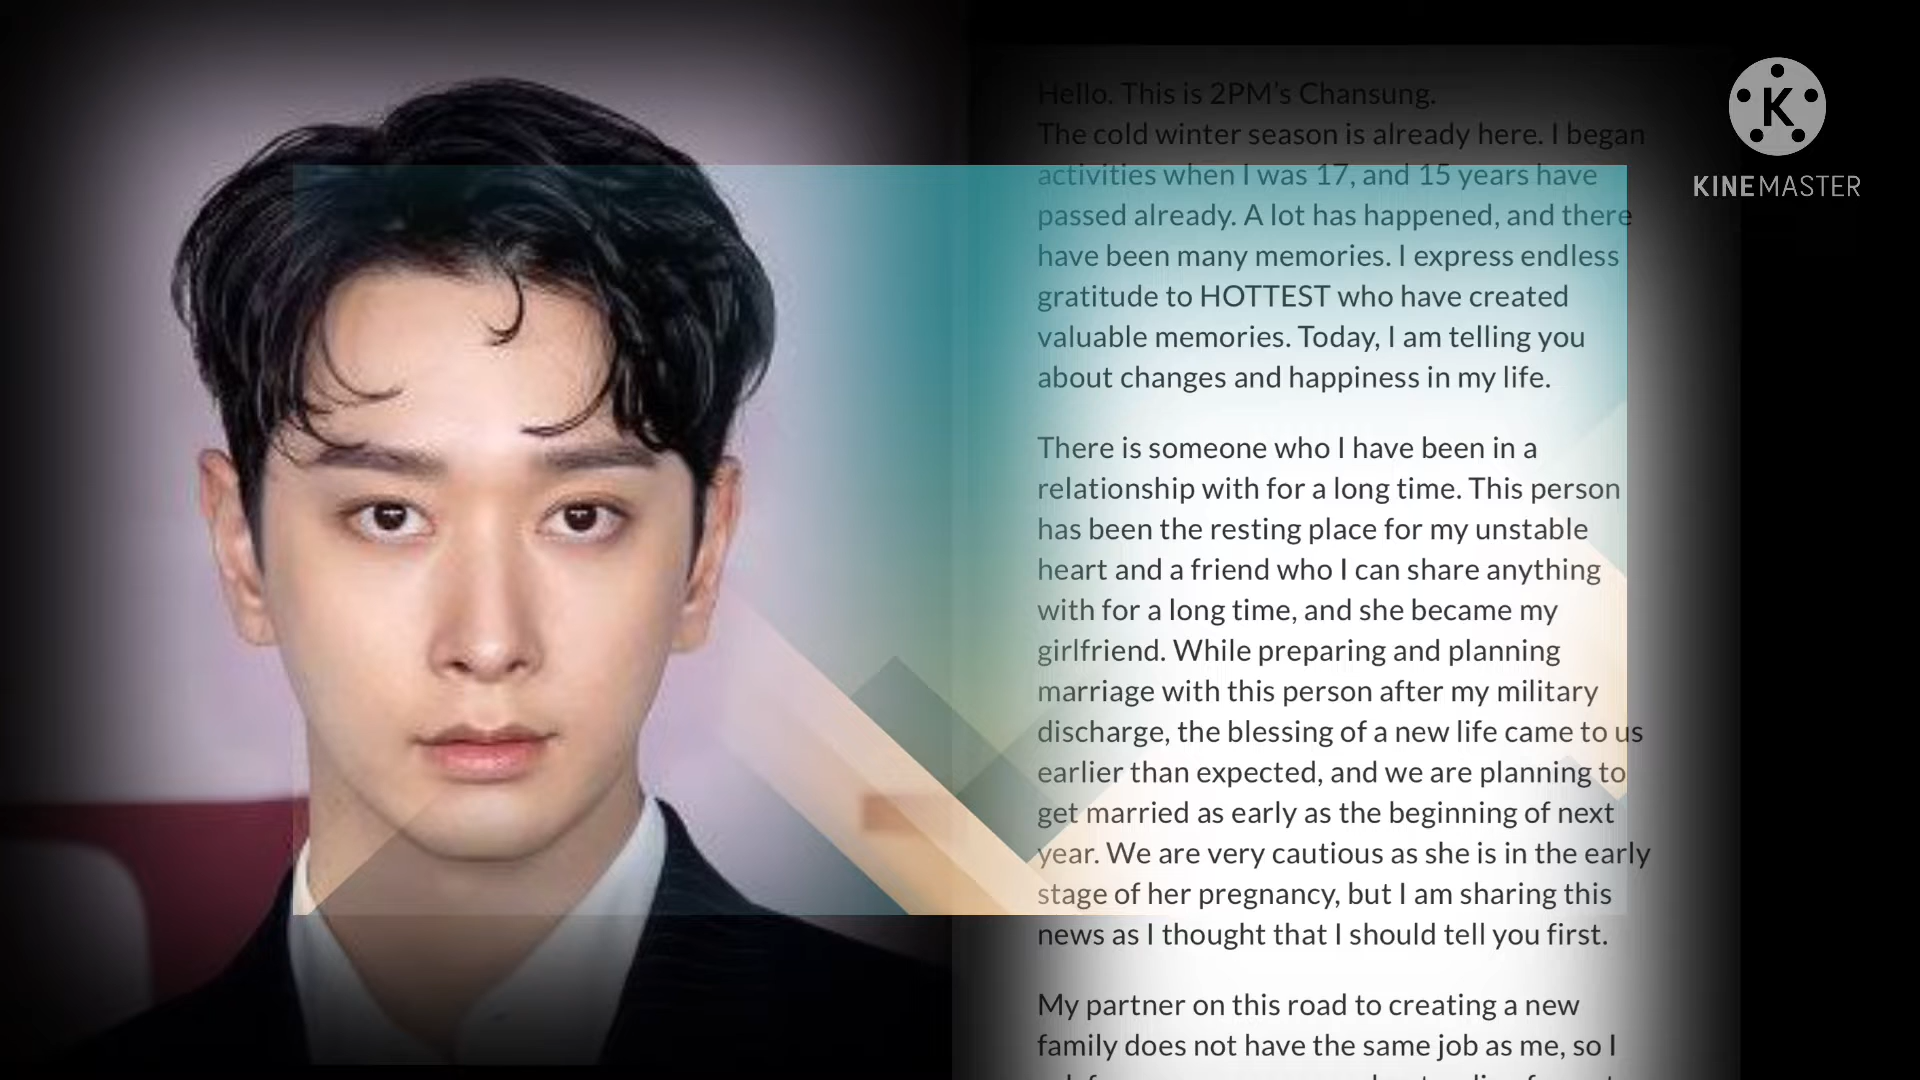 Hello. This is 2PM's Chansung.
The cold winter season is already here. I began
activities when I was 17, and 15 years have
passed already. A lot has happened, and there
have been many memories. I express endless
gratitude to HOTTEST who have created
valuable memories. Today, I am telling you
about changes and happiness in my life.
There is someone who I have been in a
relationship with for a long time. This person
has been the resting place for my unstable
heart and a friend who I can share anything
with for a long time, and she became my
girlfriend. While preparing and planning
marriage with this person after my military
discharge, the blessing of a new life came to us
earlier than expected, and we are planning to
get married as early as the beginning of next
year. We are very cautious as she is in the early
stage of her pregnancy, but I am sharing this
news as I thought that I should tell you first.
My partner on this road to creating a new
family does not have the same job as me, so I
K
KINEMASTER